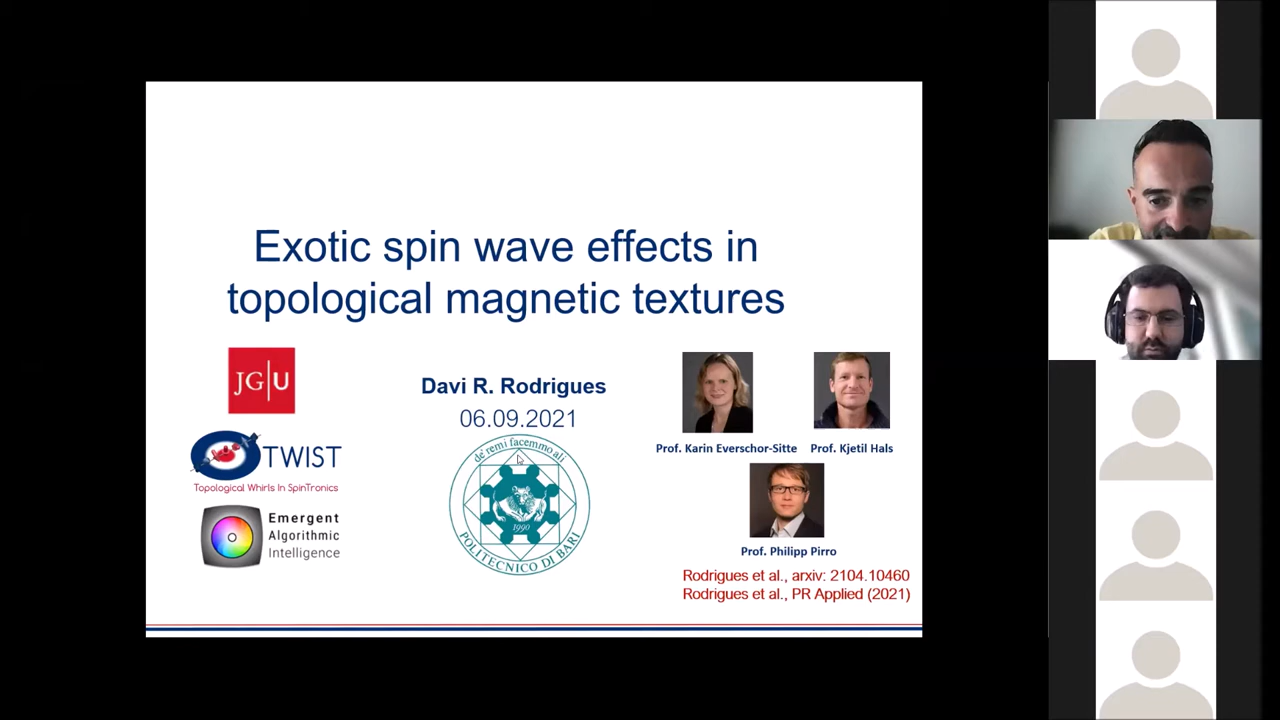 Exotic spin wave effects in
topological magnetic textures
JG|U
Davi R. Rodrigues
06.09.2021
TWIST
Topological Whirls In SpinTronics
Emergent
Algorithmic
Intelligence
de remi facemmo ali
1990
POLITECNICO DI BARI
Prof. Karin Everschor-Sitte
Prof. Kjetil Hals
Prof. Philipp Pirro
Rodrigues et al., arxiv: 2104.10460
Rodrigues et al., PR Applied (2021)